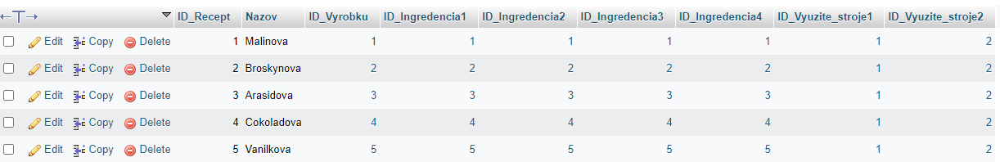 ID_Recept Nazov ID_Vyrobku ID_Ingredencia1 ID_Ingredencia2 ID_Ingredencia3 ID_Ingredencia4 ID_Vyuzite_stroje1 ID_Vyuzite_stroje2
Edit Copy Delete 1 Malinova 1 1 1 1 1 1 2
Edit Copy Delete 2 Broskynova 2 2 2 2 2 1 2
Edit Copy Delete 3 Arasidova 3 3 3 3 3 1 2
Edit Copy Delete 4 Cokoladova 4 4 4 4 4 1 2
Edit Copy Delete 5 Vanilkova 5 5 5 5 5 1 2